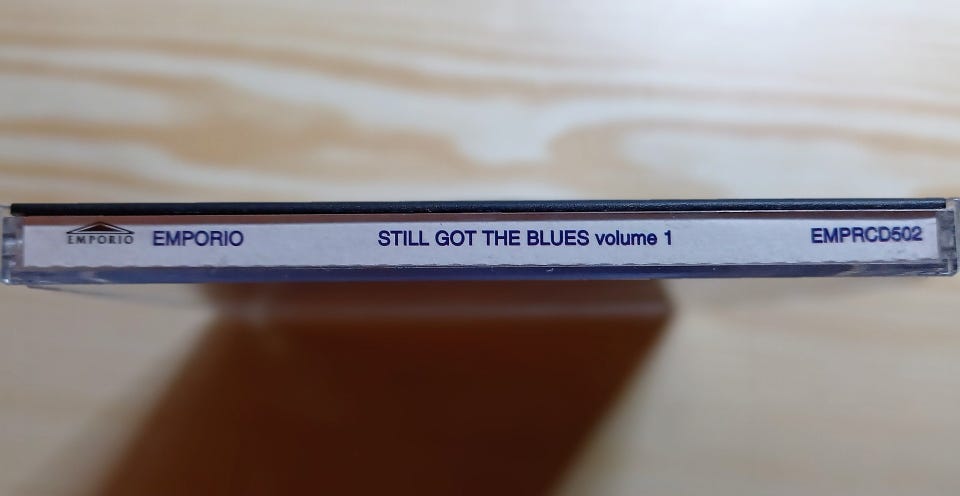 EMPORIO EMPORIO STILL GOT THE BLUES volume 1 EMPRCD502